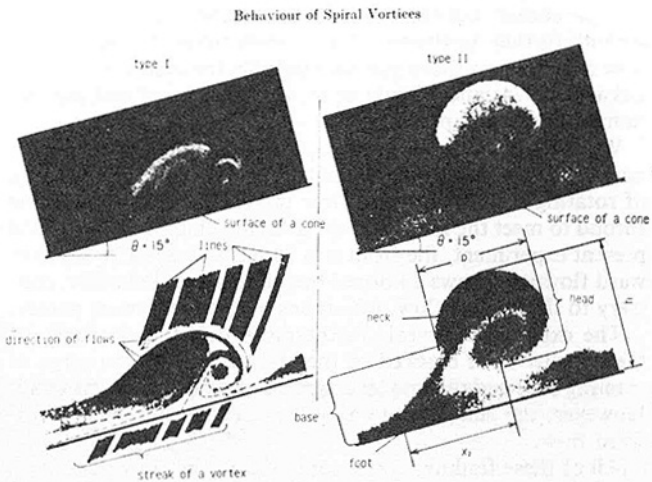 Behaviour of Spiral Vortices
type I
type II
surface of a cone
surface of a cone
θ · 15°
θ · 15°
lines
direction of flows
streak of a vortex
neck
head
h
base
foot